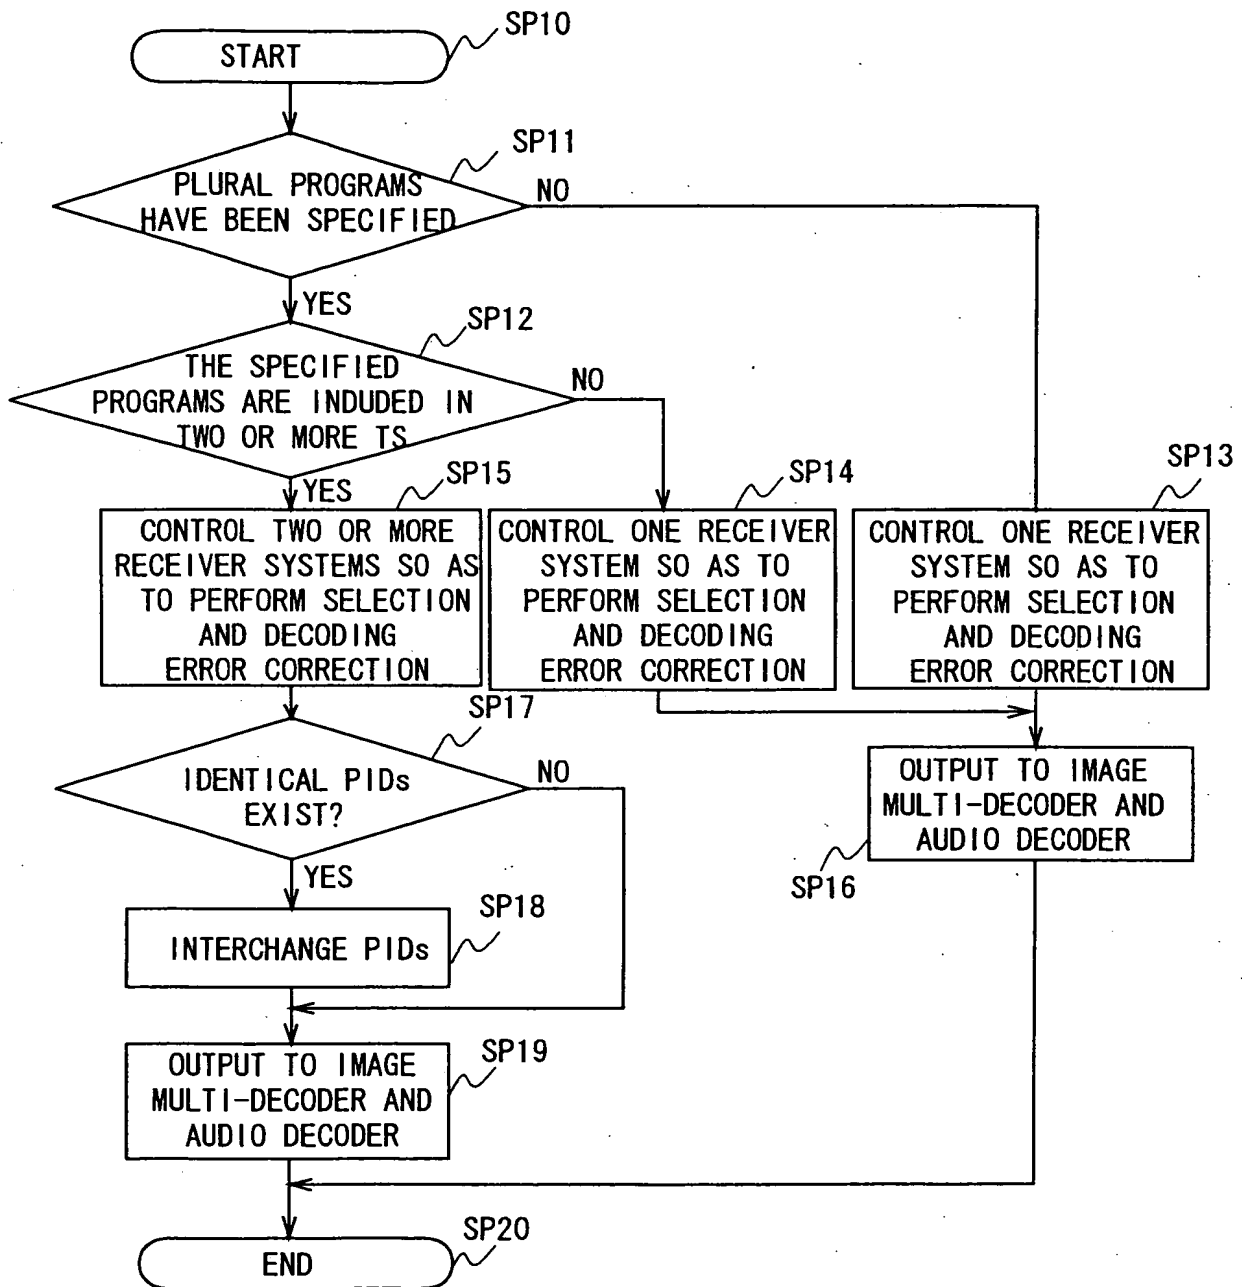 SP10
START
SP11
PLURAL PROGRAMS
HAVE BEEN SPECIFIED
NO
YES
SP12
THE SPECIFIED
PROGRAMS ARE INDUDED IN
TWO OR MORE TS
NO
YES
SP15
CONTROL TWO OR MORE
RECEIVER SYSTEMS SO AS
TO PERFORM SELECTION
AND DECODING
ERROR CORRECTION
SP14
CONTROL ONE RECEIVER
SYSTEM SO AS TO
PERFORM SELECTION
AND DECODING
ERROR CORRECTION
SP13
CONTROL ONE RECEIVER
SYSTEM SO AS TO
PERFORM SELECTION
AND DECODING
ERROR CORRECTION
SP17
IDENTICAL PIDs
EXIST?
NO
YES
OUTPUT TO IMAGE
MULTI-DECODER AND
AUDIO DECODER
SP16
SP18
INTERCHANGE PIDs
SP19
OUTPUT TO IMAGE
MULTI-DECODER AND
AUDIO DECODER
SP20
END